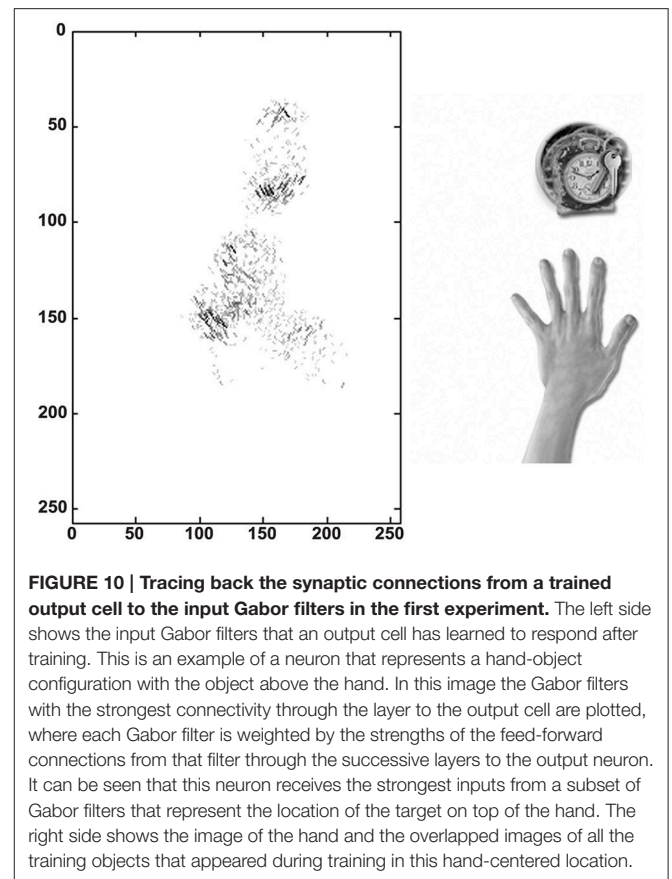 0
50
100
150
200
250
0 50 100 150 200 250
FIGURE 10 | Tracing back the synaptic connections from a trained
output cell to the input Gabor filters in the first experiment. The left side
shows the input Gabor filters that an output cell has learned to respond after
training. This is an example of a neuron that represents a hand-object
configuration with the object above the hand. In this image the Gabor filters
with the strongest connectivity through the layer to the output cell are plotted,
where each Gabor filter is weighted by the strengths of the feed-forward
connections from that filter through the successive layers to the output neuron.
It can be seen that this neuron receives the strongest inputs from a subset of
Gabor filters that represent the location of the target on top of the hand. The
right side shows the image of the hand and the overlapped images of all the
training objects that appeared during training in this hand-centered location.